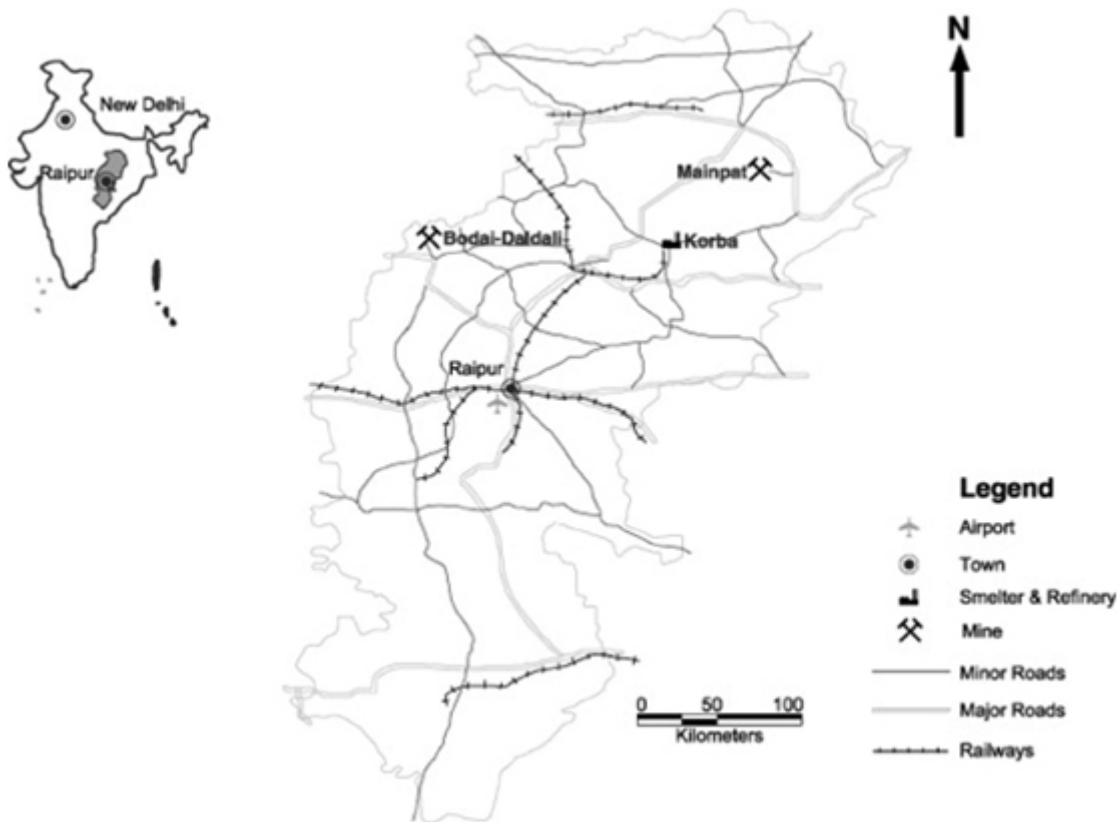 N
New Delhi
Raipur
Mainpat
Bodai-Daldali
Korba
Raipur
Legend
Airport
Town
Smelter & Refinery
Mine
Minor Roads
Major Roads
Railways
0 50 100
Kilometers